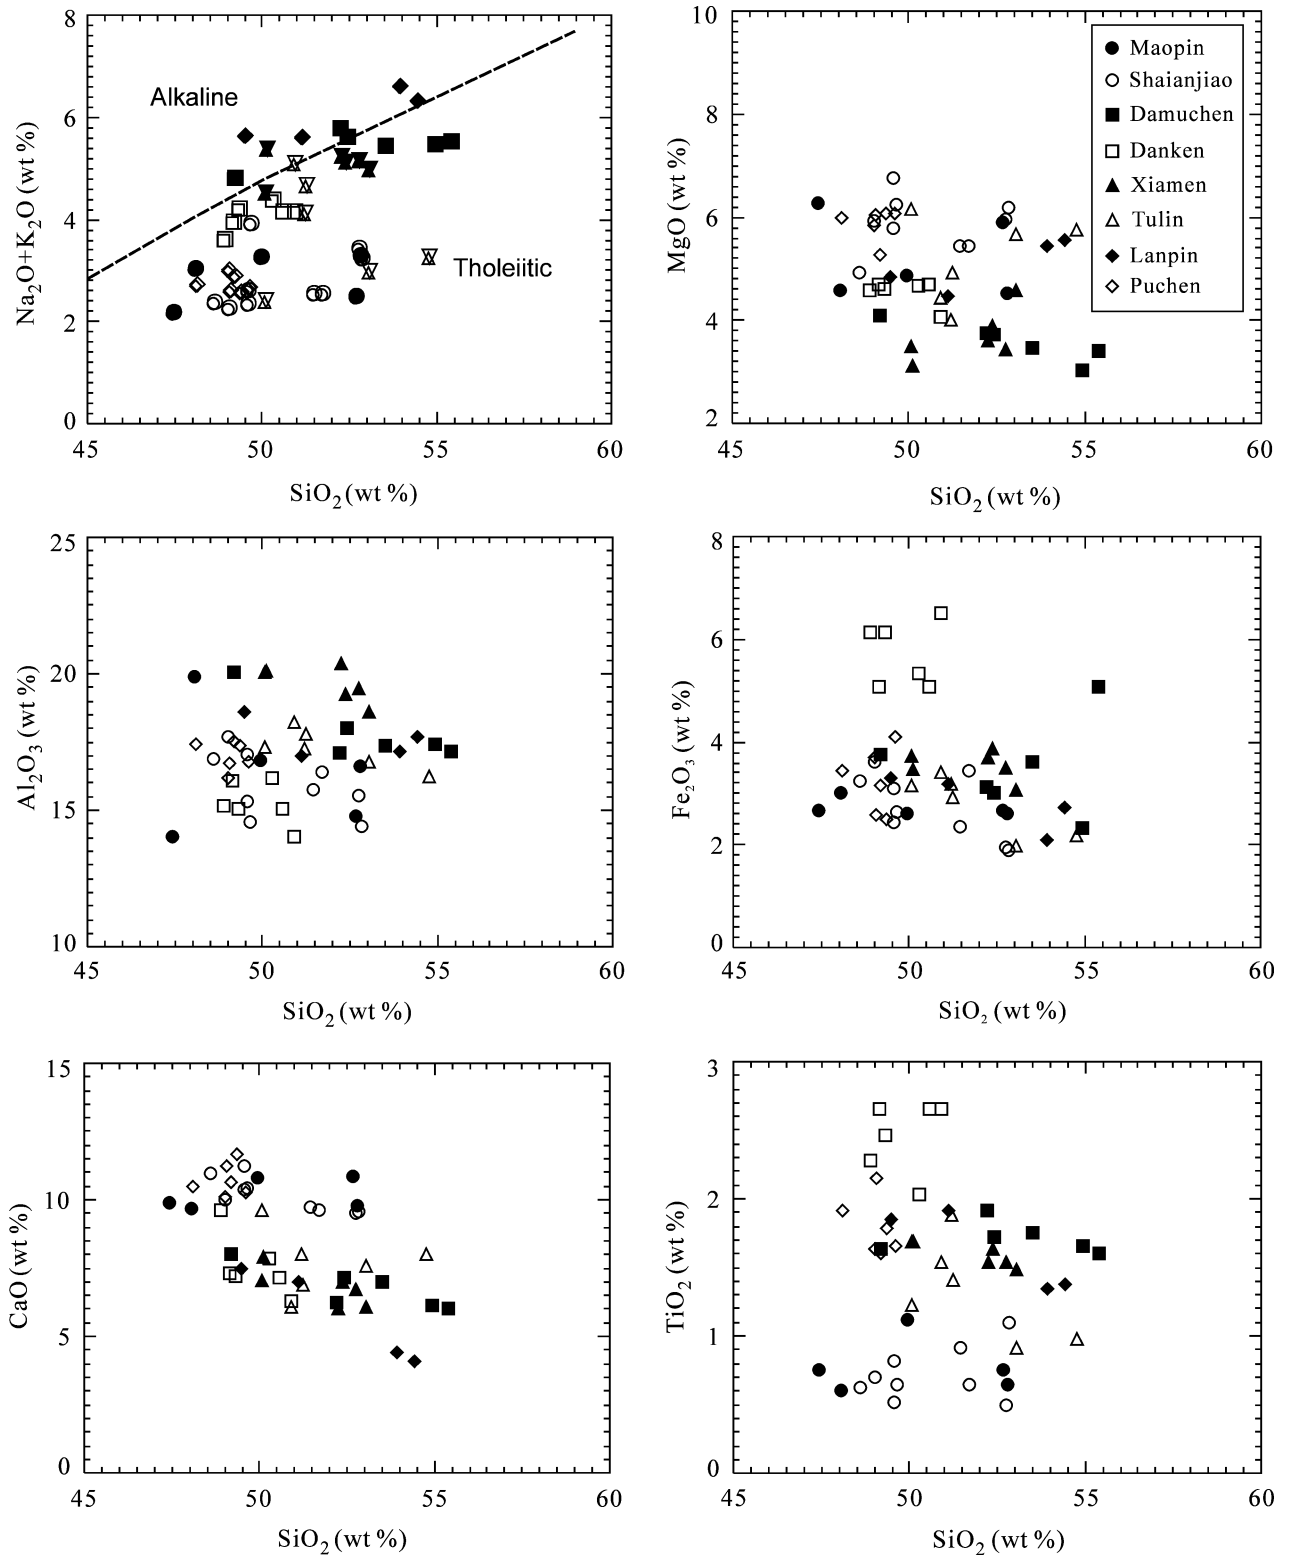 8
6
4
2
0
45
50
55
60
Na₂O+K₂O (wt %)
SiO₂ (wt %)
Alkaline
Tholeiitic
10
8
6
4
2
45
50
55
60
MgO (wt %)
SiO₂ (wt %)
Maopin
Shaianjiao
Damuchen
Danken
Xiamen
Tulin
Lanpin
Puchen
25
20
15
10
45
50
55
60
Al₂O₃ (wt %)
SiO₂ (wt %)
8
6
4
2
0
45
50
55
60
Fe₂O₃ (wt %)
SiO₂ (wt %)
15
10
5
0
45
50
55
60
CaO (wt %)
SiO₂ (wt %)
3
2
1
0
45
50
55
60
TiO₂ (wt %)
SiO₂ (wt %)